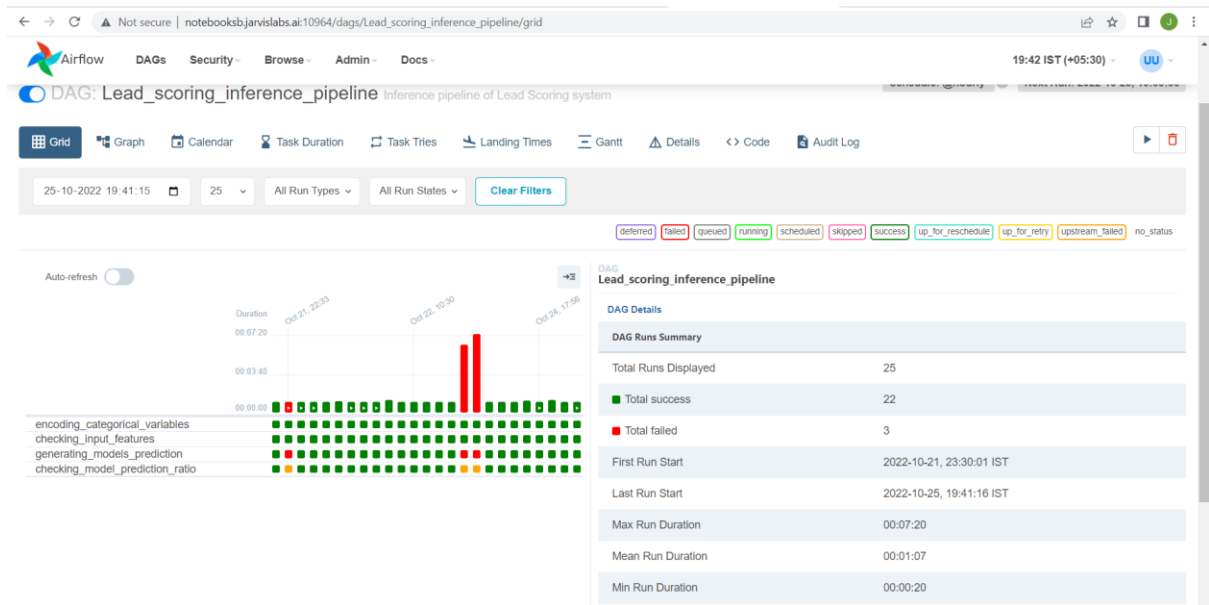 Not secure | notebooksb.jarvislabs.ai:10964/dags/Lead_scoring_inference_pipeline/grid
J
Airflow DAGs Security Browse Admin Docs 19:42 IST (+05:30) UU
DAG: Lead_scoring_inference_pipeline Inference pipeline of Lead Scoring system
Grid Graph Calendar Task Duration Task Tries Landing Times Gantt Details Code Audit Log
25-10-2022 19:41:15 25 All Run Types All Run States Clear Filters
deferred failed queued running scheduled skipped success up_for_reschedule up_for_retry upstream_failed no_status
Auto-refresh
Duration
Oct 21, 22:33
Oct 22, 10:30
Oct 24, 17:56
00:07:20
00:03:40
00:00:00
encoding_categorical_variables
checking_input_features
generating_models_prediction
checking_model_prediction_ratio
DAG
Lead_scoring_inference_pipeline
DAG Details
DAG Runs Summary
Total Runs Displayed 25
Total success 22
Total failed 3
First Run Start 2022-10-21, 23:30:01 IST
Last Run Start 2022-10-25, 19:41:16 IST
Max Run Duration 00:07:20
Mean Run Duration 00:01:07
Min Run Duration 00:00:20